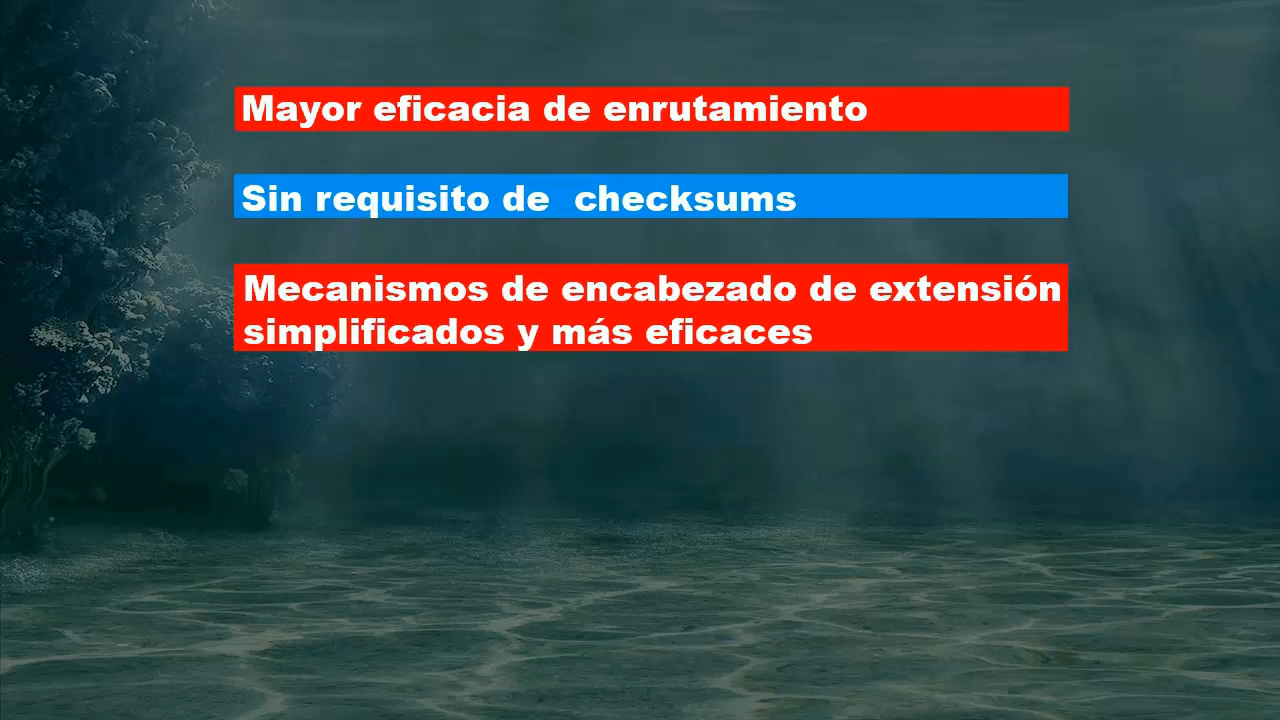 Mayor eficacia de enrutamiento
Sin requisito de  checksums
Mecanismos de encabezado de extensión
simplificados y más eficaces